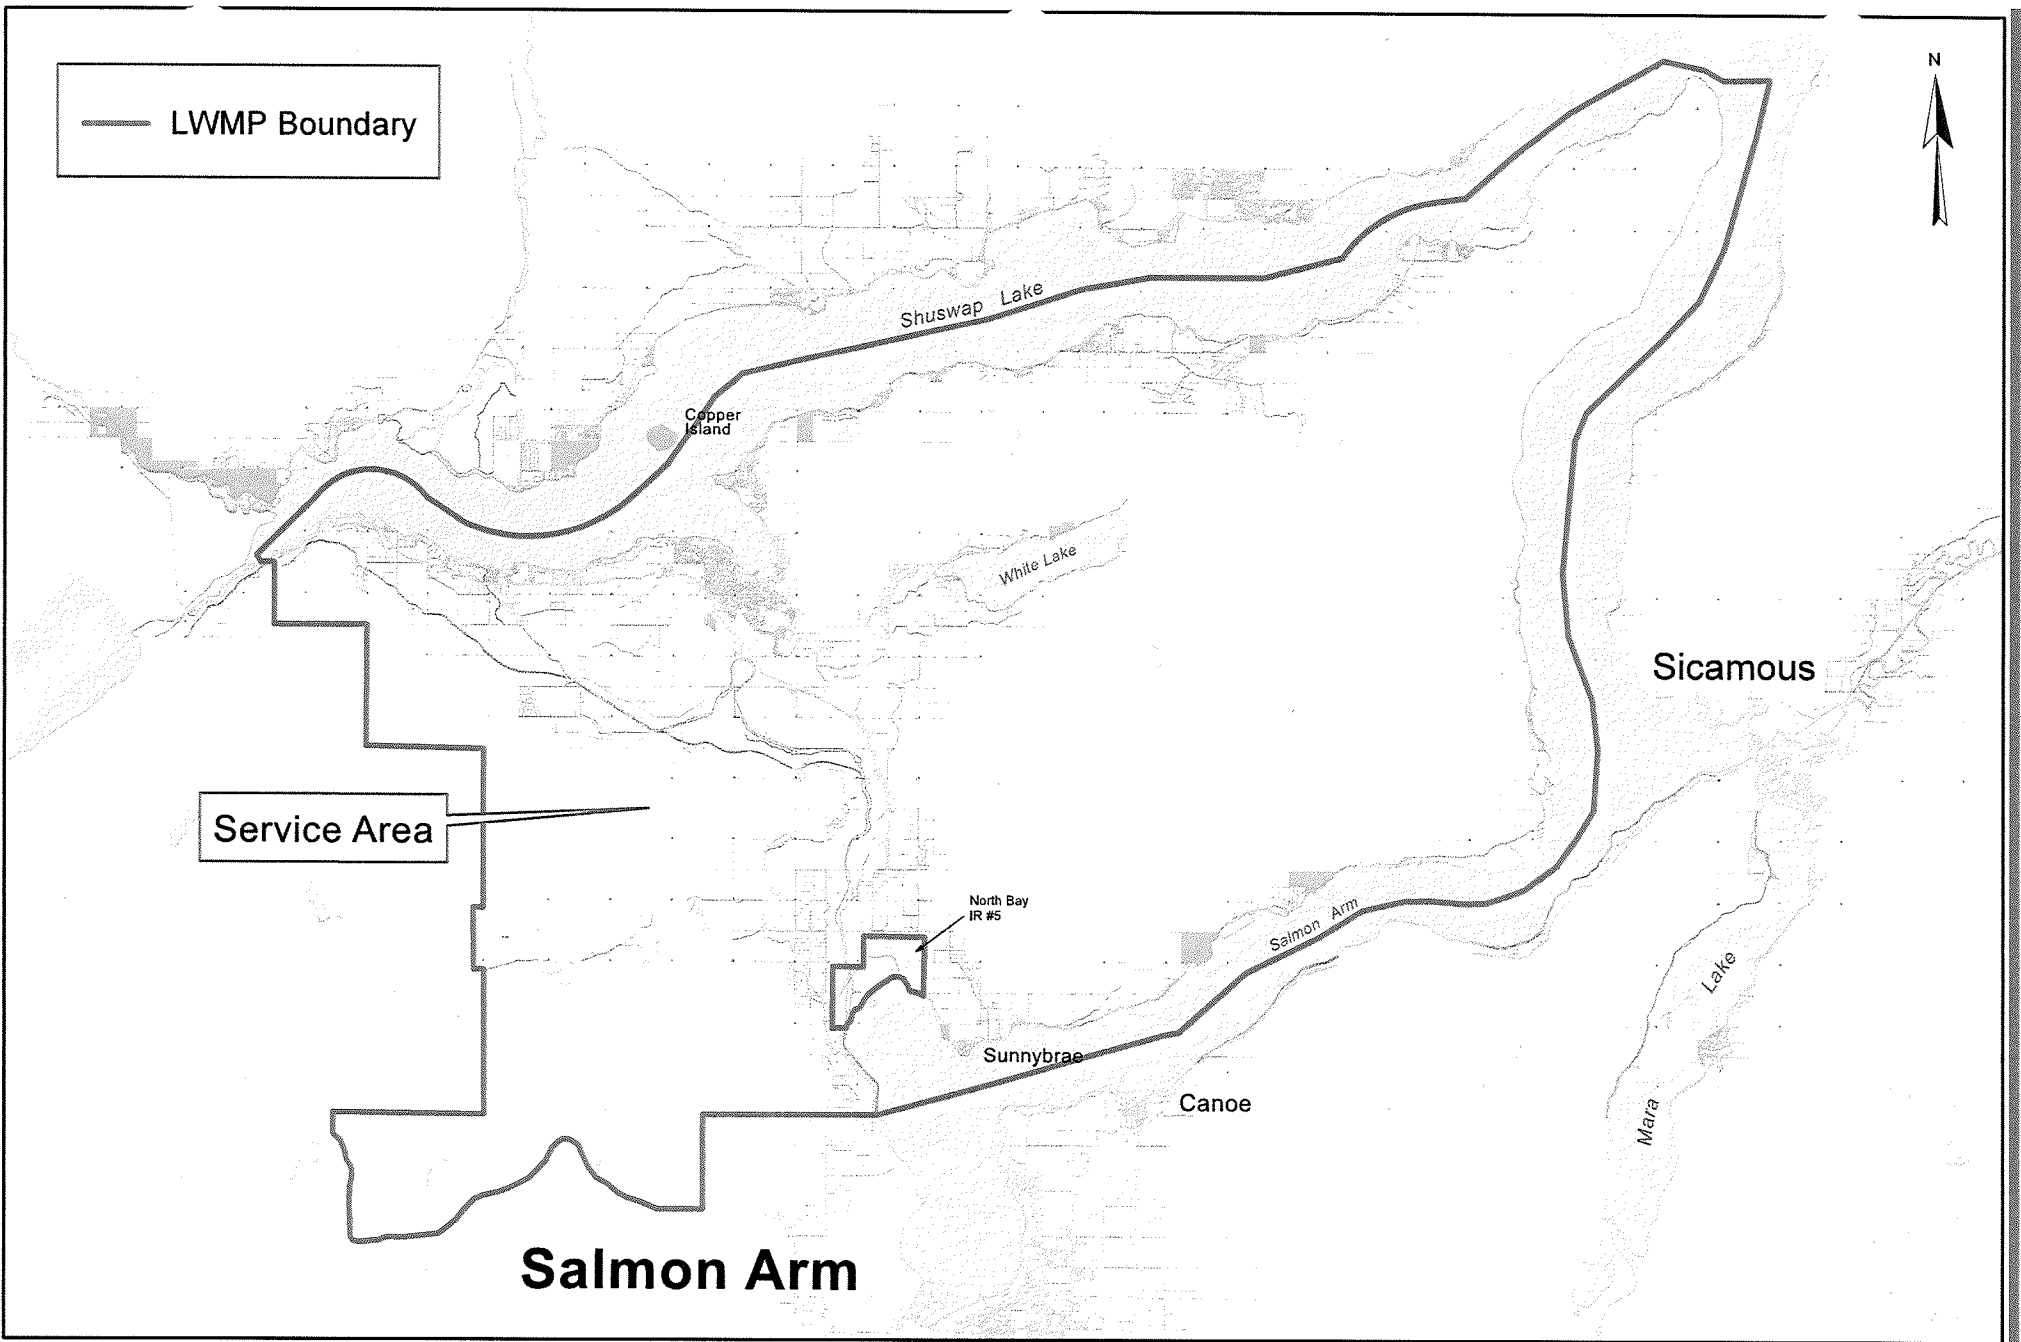 LWMP Boundary
N
Shuswap Lake
Copper
Island
White Lake
Sicamous
Service Area
North Bay
IR #5
Salmon Arm
Lake
Sunnybrae
Canoe
Mara
Salmon Arm